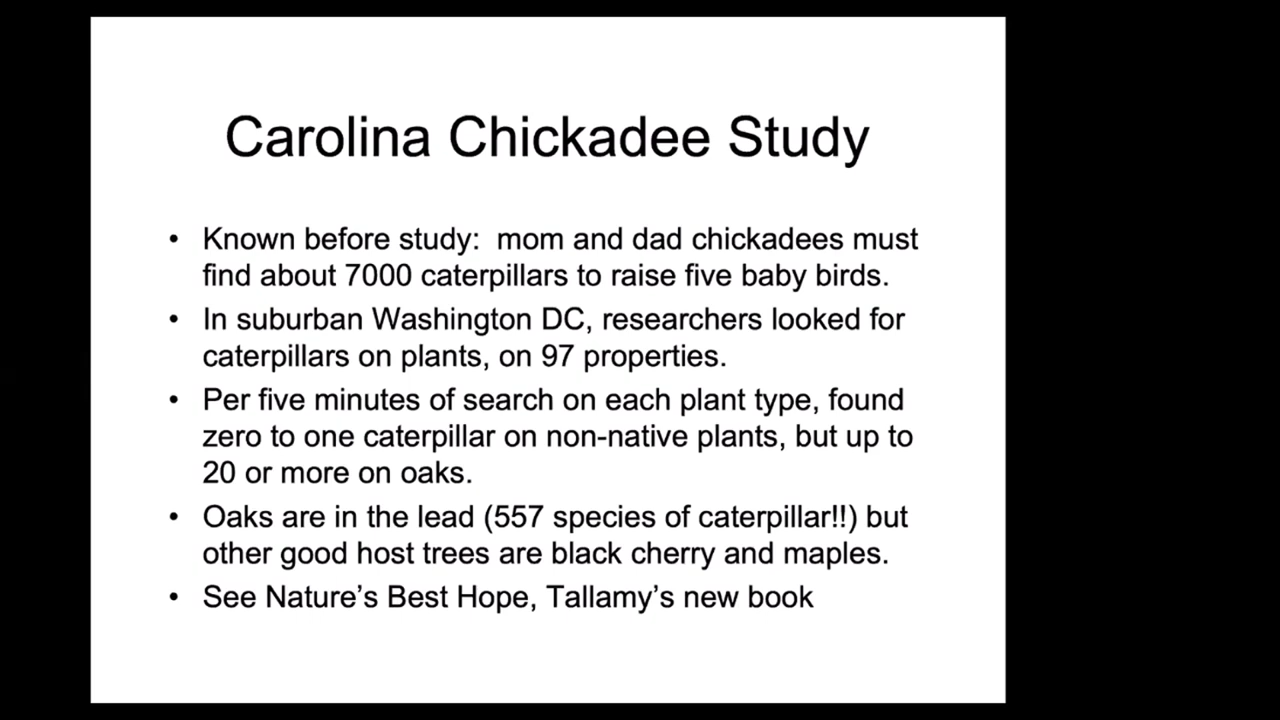 Carolina Chickadee Study
• Known before study:  mom and dad chickadees must
find about 7000 caterpillars to raise five baby birds.
• In suburban Washington DC, researchers looked for
caterpillars on plants, on 97 properties.
• Per five minutes of search on each plant type, found
zero to one caterpillar on non-native plants, but up to
20 or more on oaks.
• Oaks are in the lead (557 species of caterpillar!!) but
other good host trees are black cherry and maples.
• See Nature’s Best Hope, Tallamy’s new book